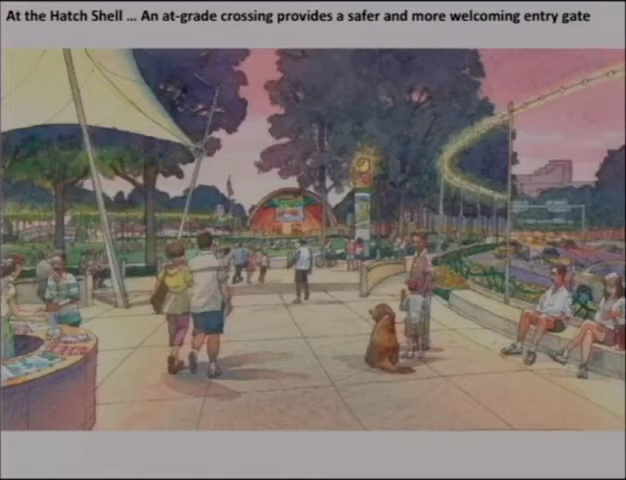 At the Hatch Shell ... An at-grade crossing provides a safer and more welcoming entry gate